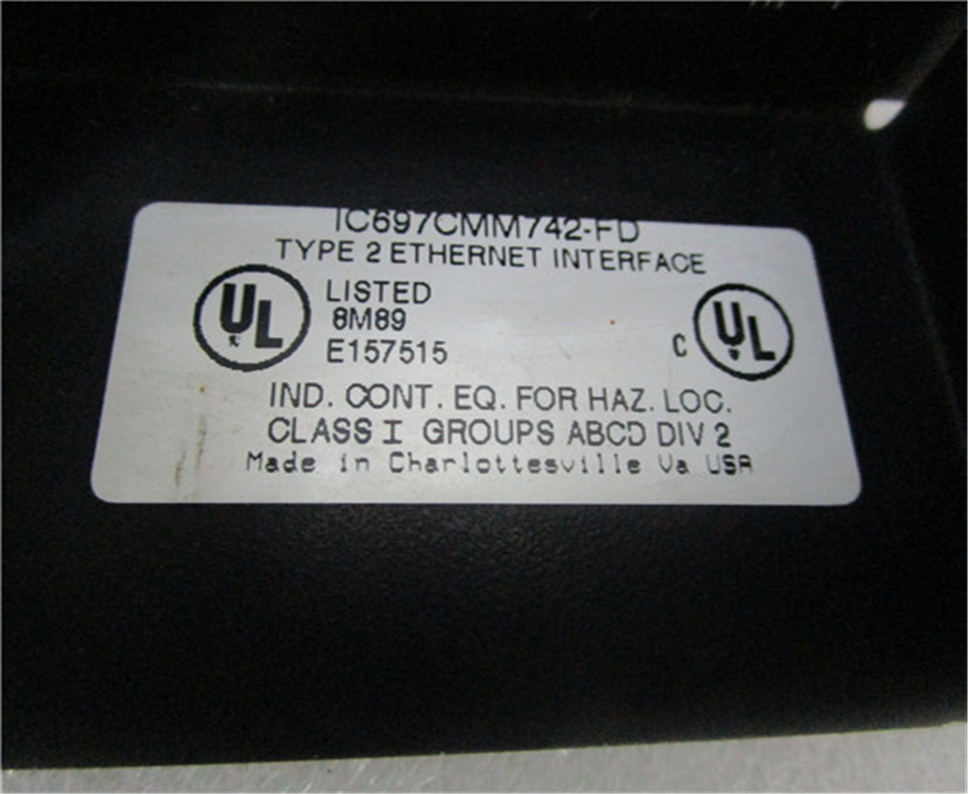 IC697CMM742-FD
TYPE 2 ETHERNET INTERFACE
UL LISTED
8M89
E157515
C UL
IND. CONT. EQ. FOR HAZ. LOC.
CLASS I GROUPS ABCD DIV 2
Made in Charlottesville Va USA